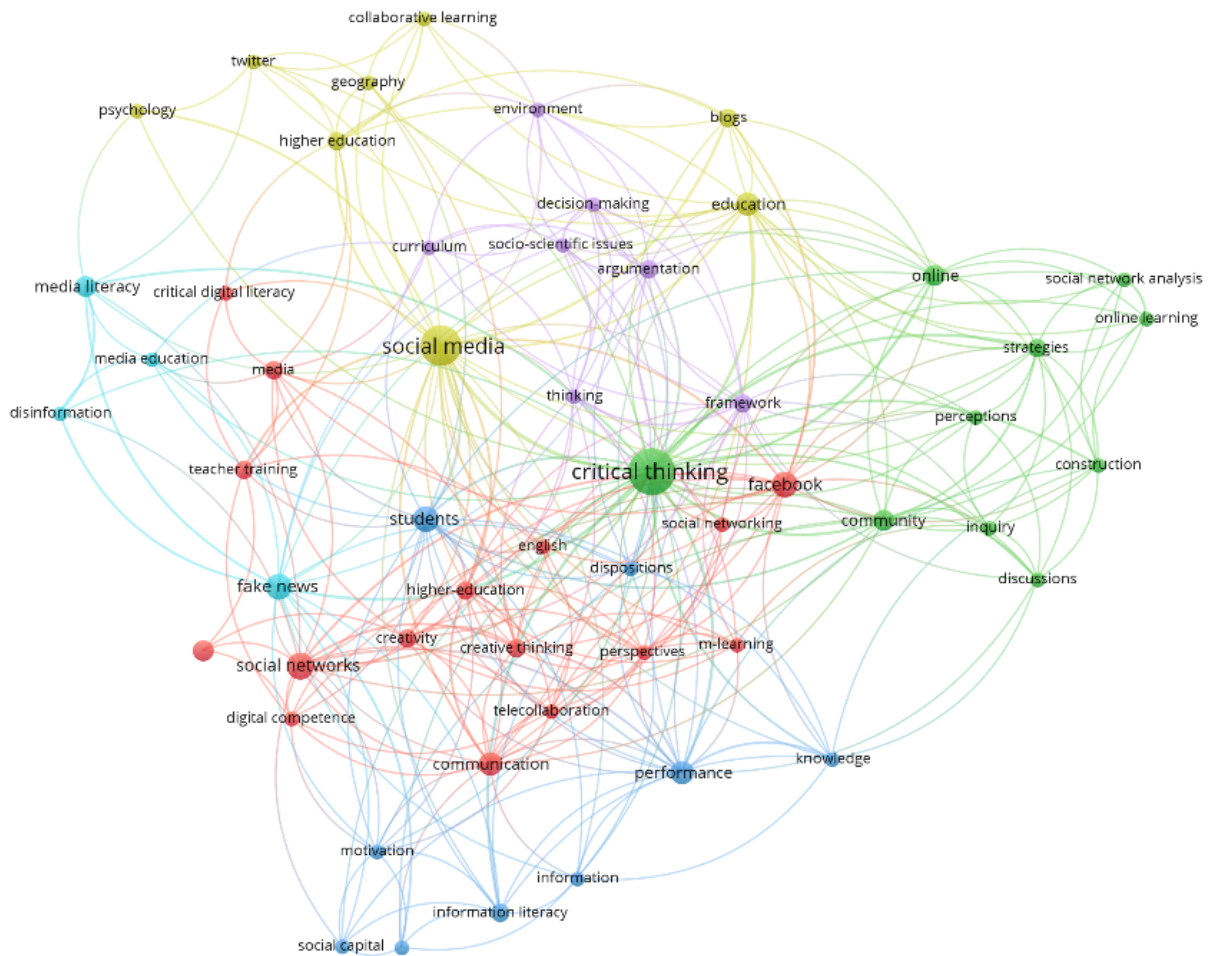 collaborative learning
twitter
geography
psychology
environment
higher education
blogs
decision-making
education
curriculum
socio-scientific issues
argumentation
online
social network analysis
media literacy
critical digital literacy
online learning
social media
strategies
media education
media
thinking
framework
disinformation
perceptions
teacher training
critical thinking
facebook
construction
students
social networking
community
inquiry
english
dispositions
discussions
fake news
higher-education
creativity
creative thinking
perspectives
m-learning
social networks
digital competence
telecollaboration
communication
performance
knowledge
motivation
information
information literacy
social capital